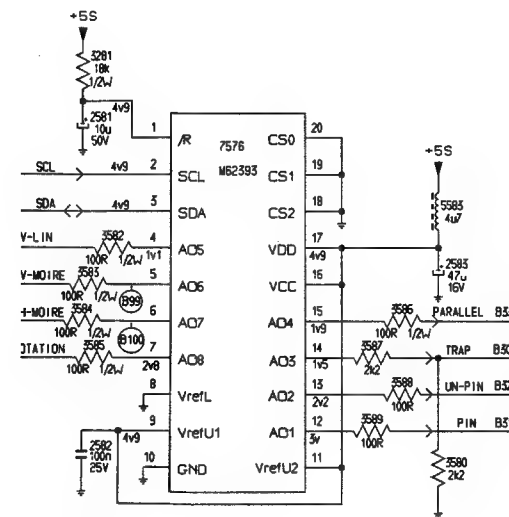 +5S
3281
18k
1/2W
4v9
2581
10u
50V
1
/R
7576
M62393
CS0
20
SCL
4v9
2
SCL
CS1
19
SDA
4v9
3
SDA
CS2
18
+5S
5583
4u7
V-LIN
3582
100R
1/2W
4
1v1
AO5
VDD
17
4v9
2583
47u
16V
V-MOIRE
3583
100R
1/2W
5
B99
AO6
VCC
16
H-MOIRE
3584
100R
1/2W
6
B100
AO7
AO4
15
1v9
3586
100R
1/2W
PARALLEL
OTATION
3585
100R
1/2W
7
2v8
AO8
AO3
14
1v5
3587
2k2
TRAP
8
VrefL
AO2
13
2v2
3588
100R
UN-PIN
2582
100n
25V
4v9
9
VrefU1
AO1
12
3v
3589
100R
PIN
10
GND
VrefU2
11
3580
2k2